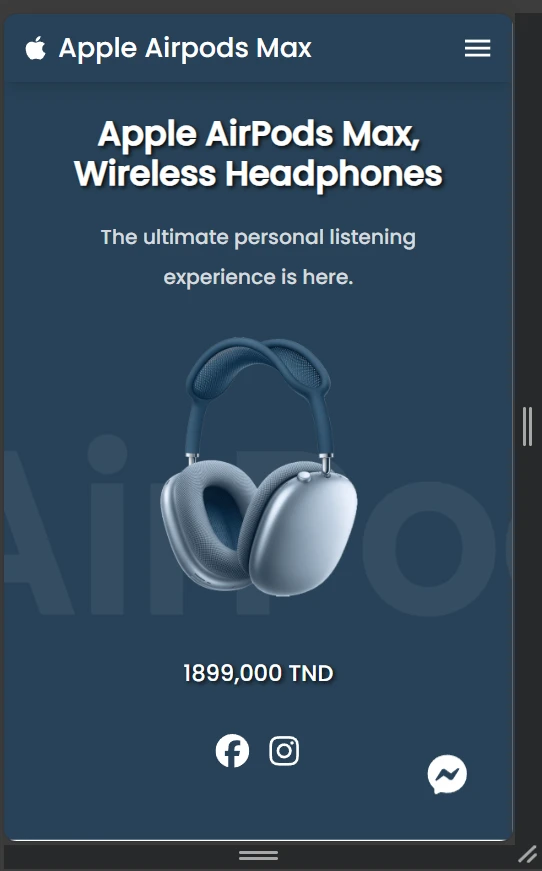 Apple Airpods Max
Apple AirPods Max,
Wireless Headphones
The ultimate personal listening
experience is here.
AirPo
1899,000 TND